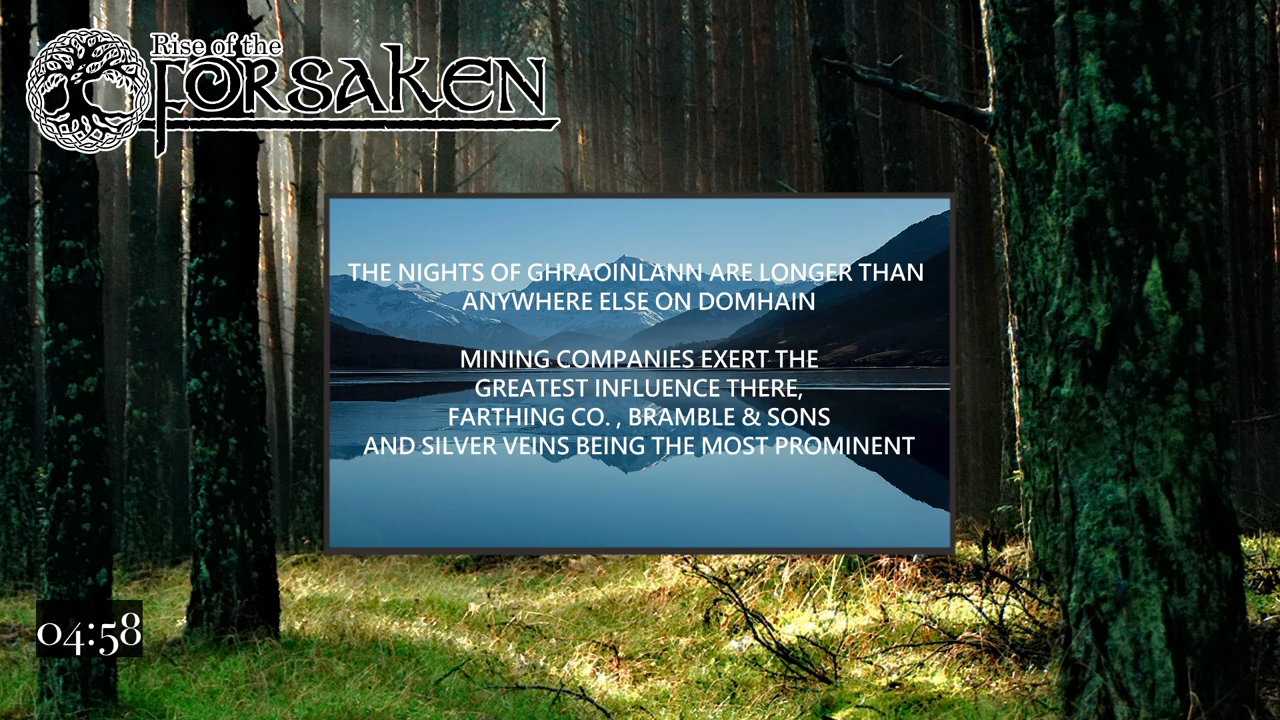 Rise of the
FORSAKEN
THE NIGHTS OF GHRAOINLANN ARE LONGER THAN
ANYWHERE ELSE ON DOMHAIN
MINING COMPANIES EXERT THE
GREATEST INFLUENCE THERE,
FARTHING CO. , BRAMBLE & SONS
AND SILVER VEINS BEING THE MOST PROMINENT
04:58